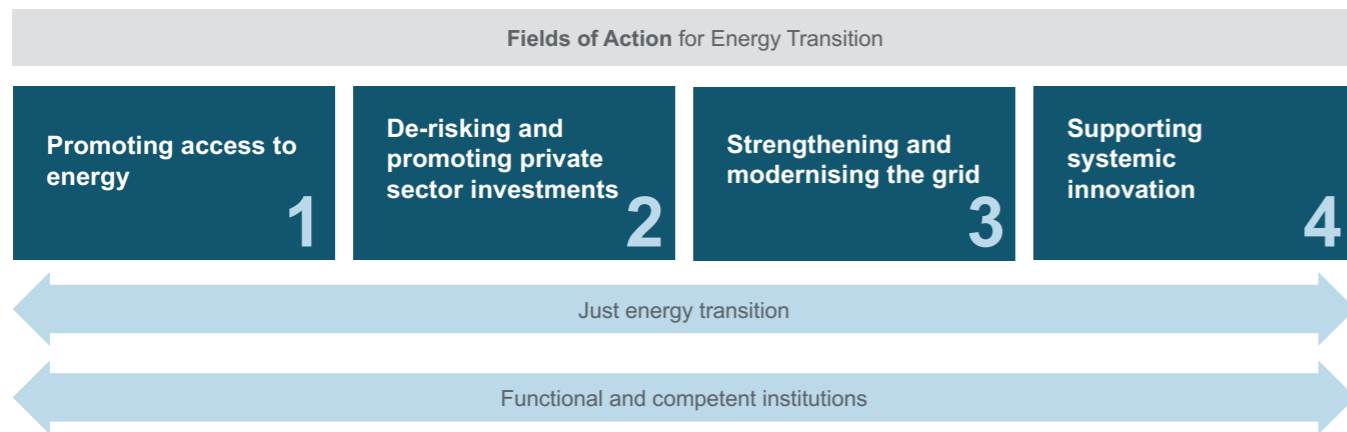 Fields of Action for Energy Transition
Promoting access to
energy
1
De-risking and
promoting private
sector investments
2
Strengthening and
modernising the grid
3
Supporting
systemic
innovation
4
Just energy transition
Functional and competent institutions